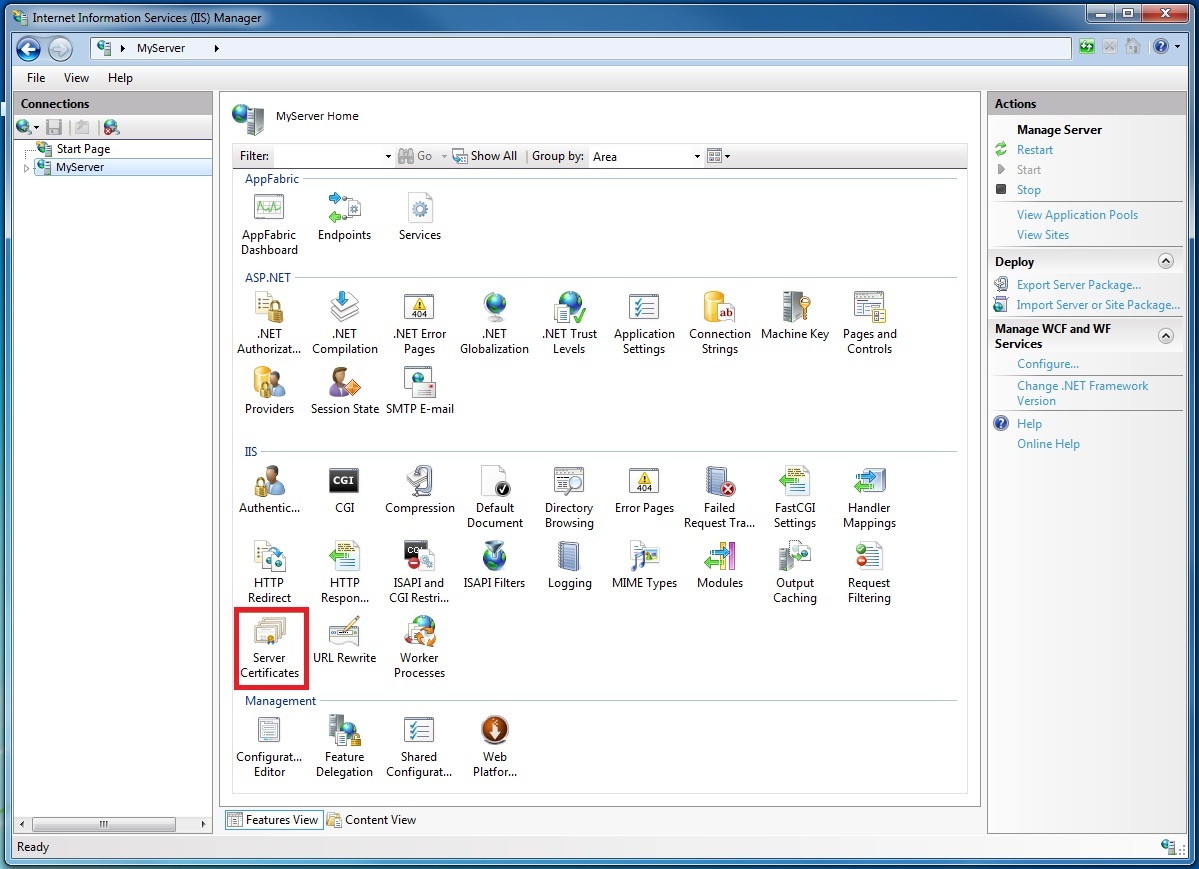 Internet Information Services (IIS) Manager
MyServer
File View Help
Connections
Start Page
MyServer
MyServer Home
Filter: Go Show All Group by: Area
AppFabric
AppFabric Dashboard
Endpoints
Services
ASP.NET
.NET Authorizat...
.NET Compilation
.NET Error Pages
.NET Globalization
.NET Trust Levels
Application Settings
Connection Strings
Machine Key
Pages and Controls
Providers
Session State
SMTP E-mail
IIS
Authentic...
CGI
Compression
Default Document
Directory Browsing
Error Pages
Failed Request Tra...
FastCGI Settings
Handler Mappings
HTTP Redirect
HTTP Respon...
ISAPI and CGI Restri...
ISAPI Filters
Logging
MIME Types
Modules
Output Caching
Request Filtering
Server Certificates
URL Rewrite
Worker Processes
Management
Configurat... Editor
Feature Delegation
Shared Configurat...
Web Platfor...
Features View
Content View
Actions
Manage Server
Restart
Start
Stop
View Application Pools
View Sites
Deploy
Export Server Package...
Import Server or Site Package...
Manage WCF and WF
Services
Configure...
Change .NET Framework
Version
Help
Online Help
Ready